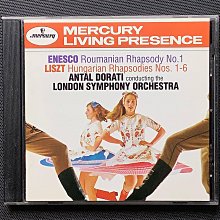 MERCURY
LIVING PRESENCE
Mercury
ENESCO Roumanian Rhapsody No.1
LISZT Hungarian Rhapsodies Nos. 1-6
ANTAL DORATI conducting the
LONDON SYMPHONY ORCHESTRA